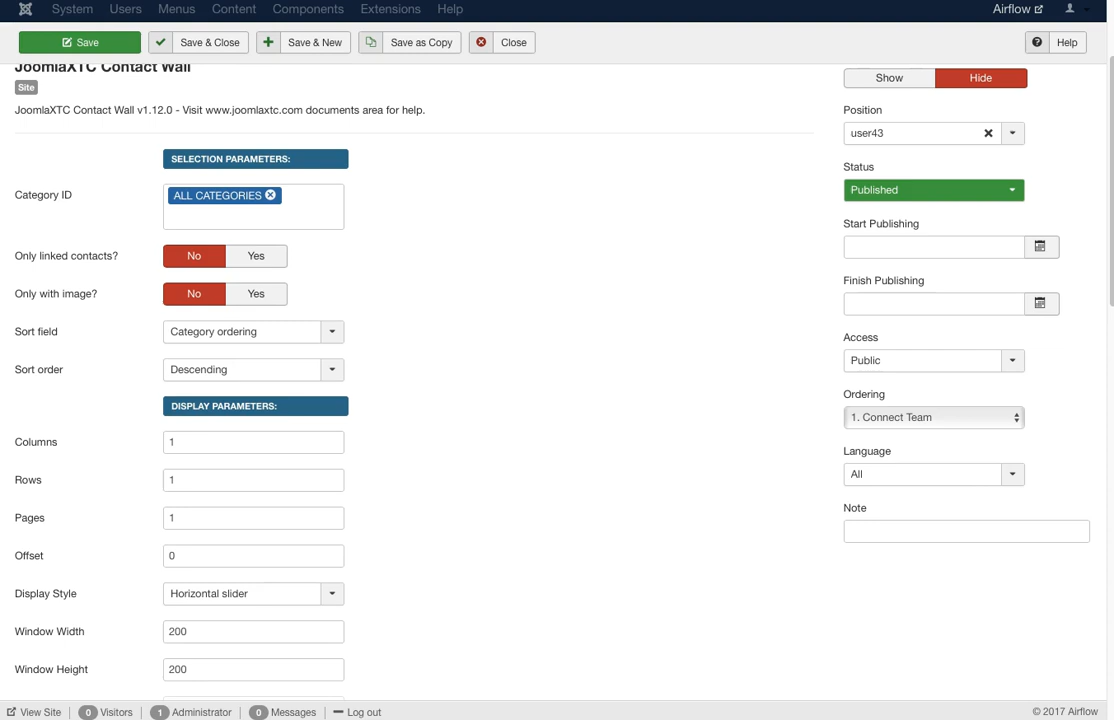 System Users Menus Content Components Extensions Help Airflow
Save Save & Close Save & New Save as Copy Close Help
JoomlaXTC Contact Wall
Site
JoomlaXTC Contact Wall v1.12.0 - Visit www.joomlaxtc.com documents area for help.
SELECTION PARAMETERS:
Category ID ALL CATEGORIES
Only linked contacts? No Yes
Only with image? No Yes
Sort field Category ordering
Sort order Descending
DISPLAY PARAMETERS:
Columns 1
Rows 1
Pages 1
Offset 0
Display Style Horizontal slider
Window Width 200
Window Height 200
Show Hide
Position
user43
Status
Published
Start Publishing
Finish Publishing
Access
Public
Ordering
1. Connect Team
Language
All
Note
View Site 0 Visitors 1 Administrator 0 Messages Log out © 2017 Airflow